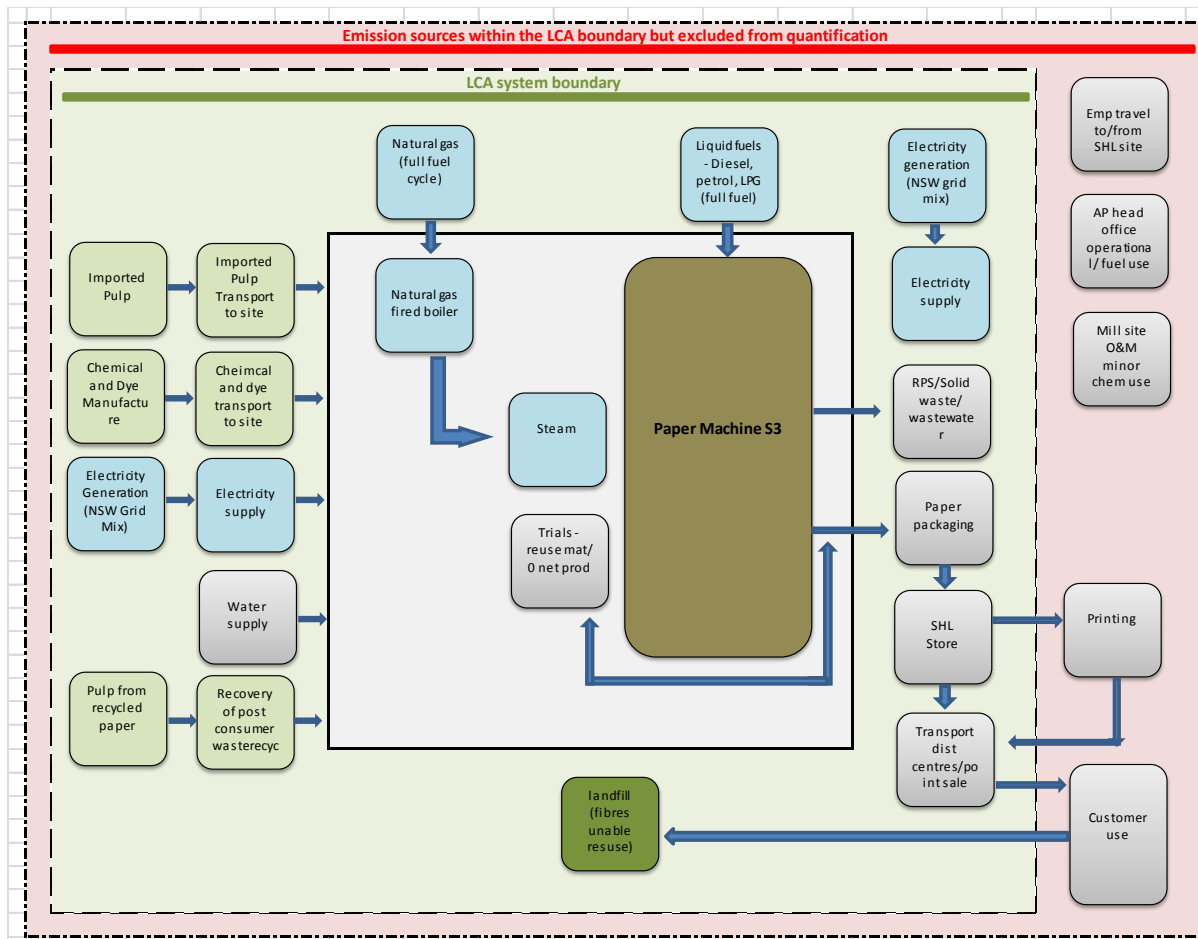 Emission sources within the LCA boundary but excluded from quantification
LCA system boundary
Natural gas
(full fuel
cycle)
Liquid fuels
- Diesel,
petrol, LPG
(full fuel)
Electricity
generation
(NSW grid
mix)
Emp travel
to/from
SHL site
AP head
office
operationa
l/ fuel use
Mill site
O&M
minor
chem use
Imported
Pulp
Imported
Pulp
Transport
to site
Natural gas
fired boiler
Electricity
supply
Chemical
and Dye
Manufactu
re
Cheimcal
and dye
transport
to site
Steam
Paper Machine S3
RPS/Solid
waste/
wastewate
r
Electricity
Generation
(NSW Grid
Mix)
Electricity
supply
Trials -
reuse mat/
0 net prod
Paper
packaging
Water
supply
SHL
Store
Printing
Pulp from
recycled
paper
Recovery
of post
consumer
wasterecyc
Transport
dist
centres/po
int sale
landfill
(fibres
unable
resuse)
Customer
use